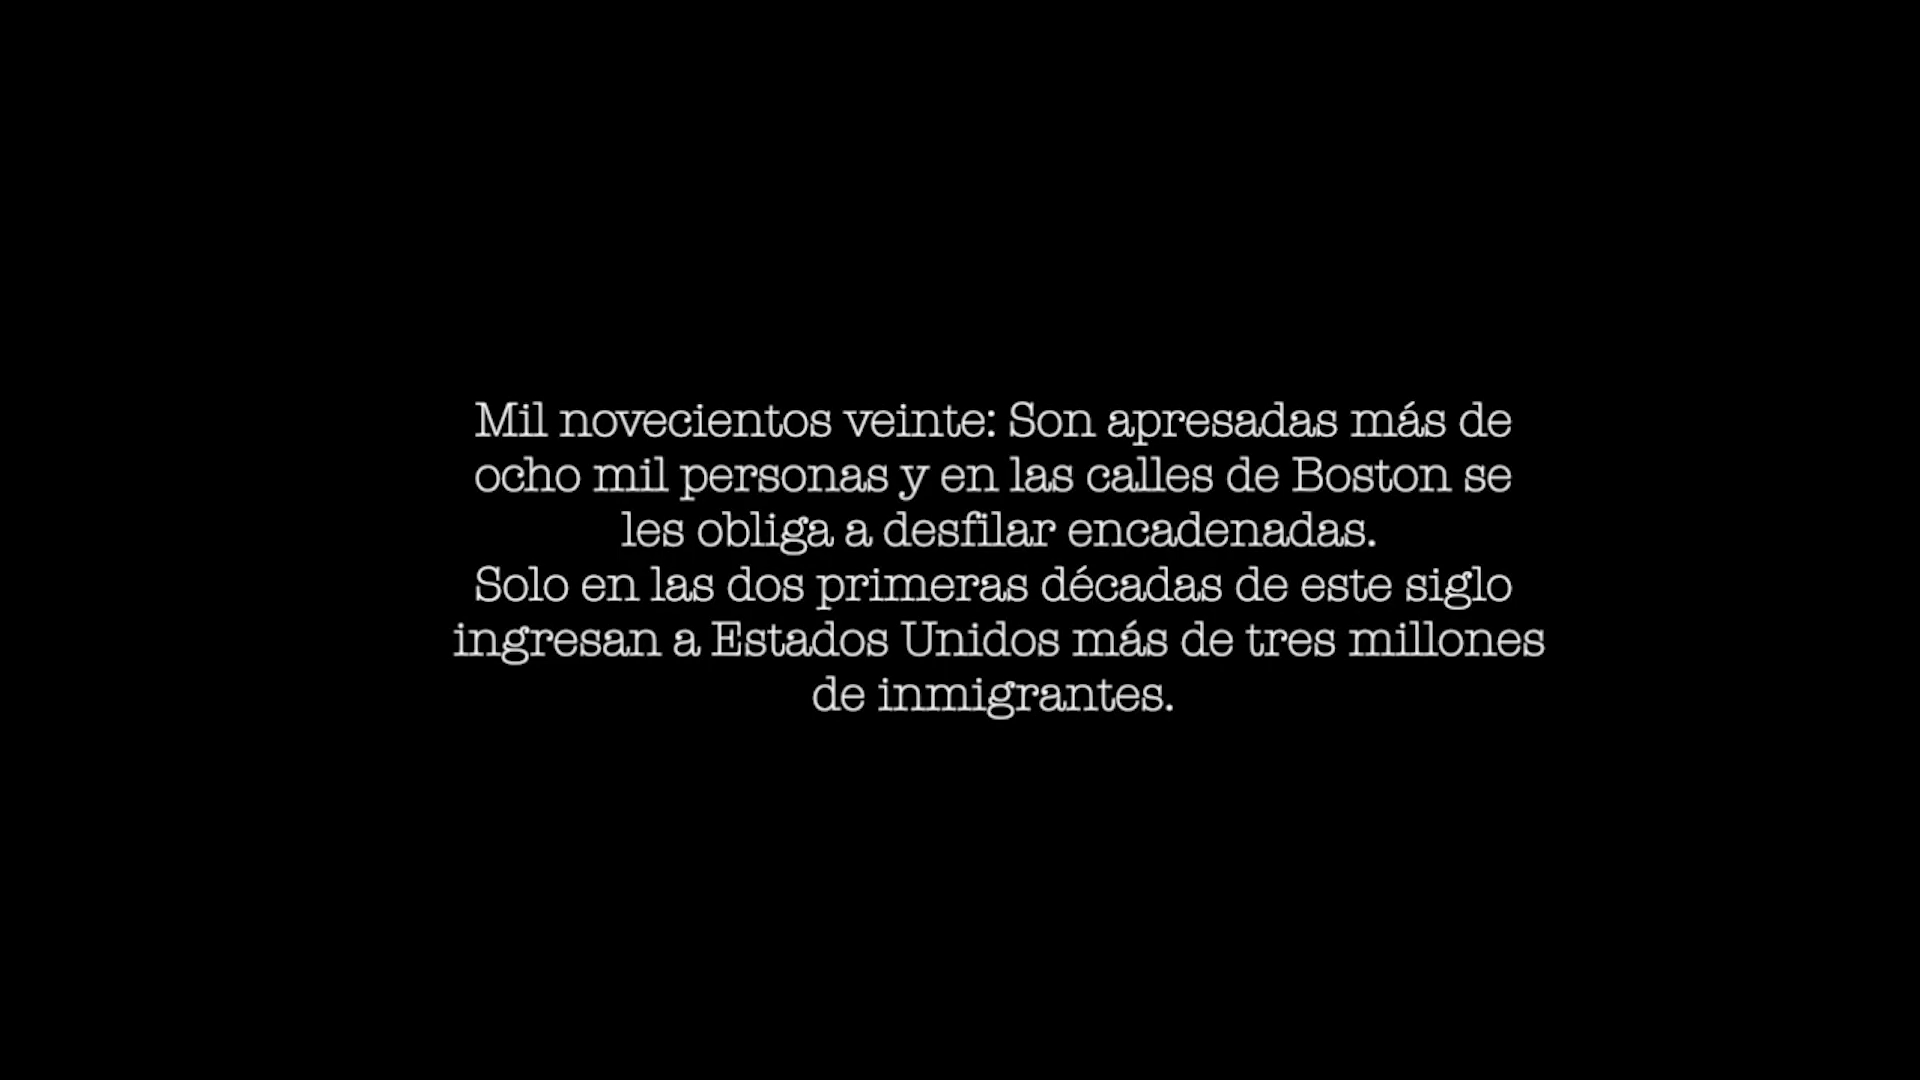 Mil novecientos veinte: Son apresadas más de
ocho mil personas y en las calles de Boston se
les obliga a desfilar encadenadas.
Solo en las dos primeras décadas de este siglo
ingresan a Estados Unidos más de tres millones
de inmigrantes.